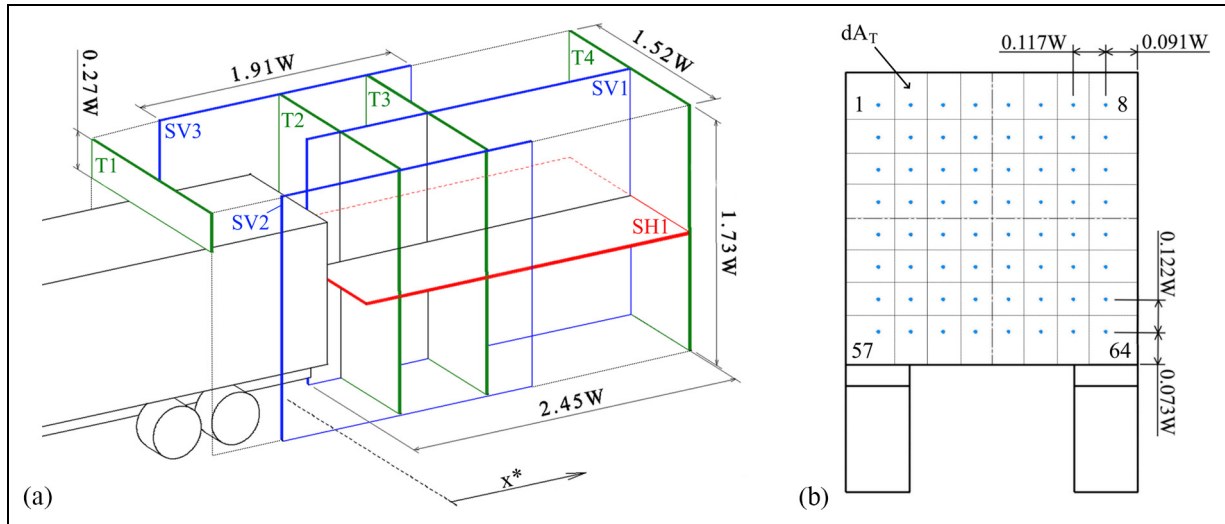 0.27W
1.91W
1.52W
T4
SV1
T3
SV3
T2
T1
SV2
SH1
1.73W
2.45W
x*
(a)
dAT
0.117W
0.091W
1
8
0.122W
57
64
0.073W
(b)